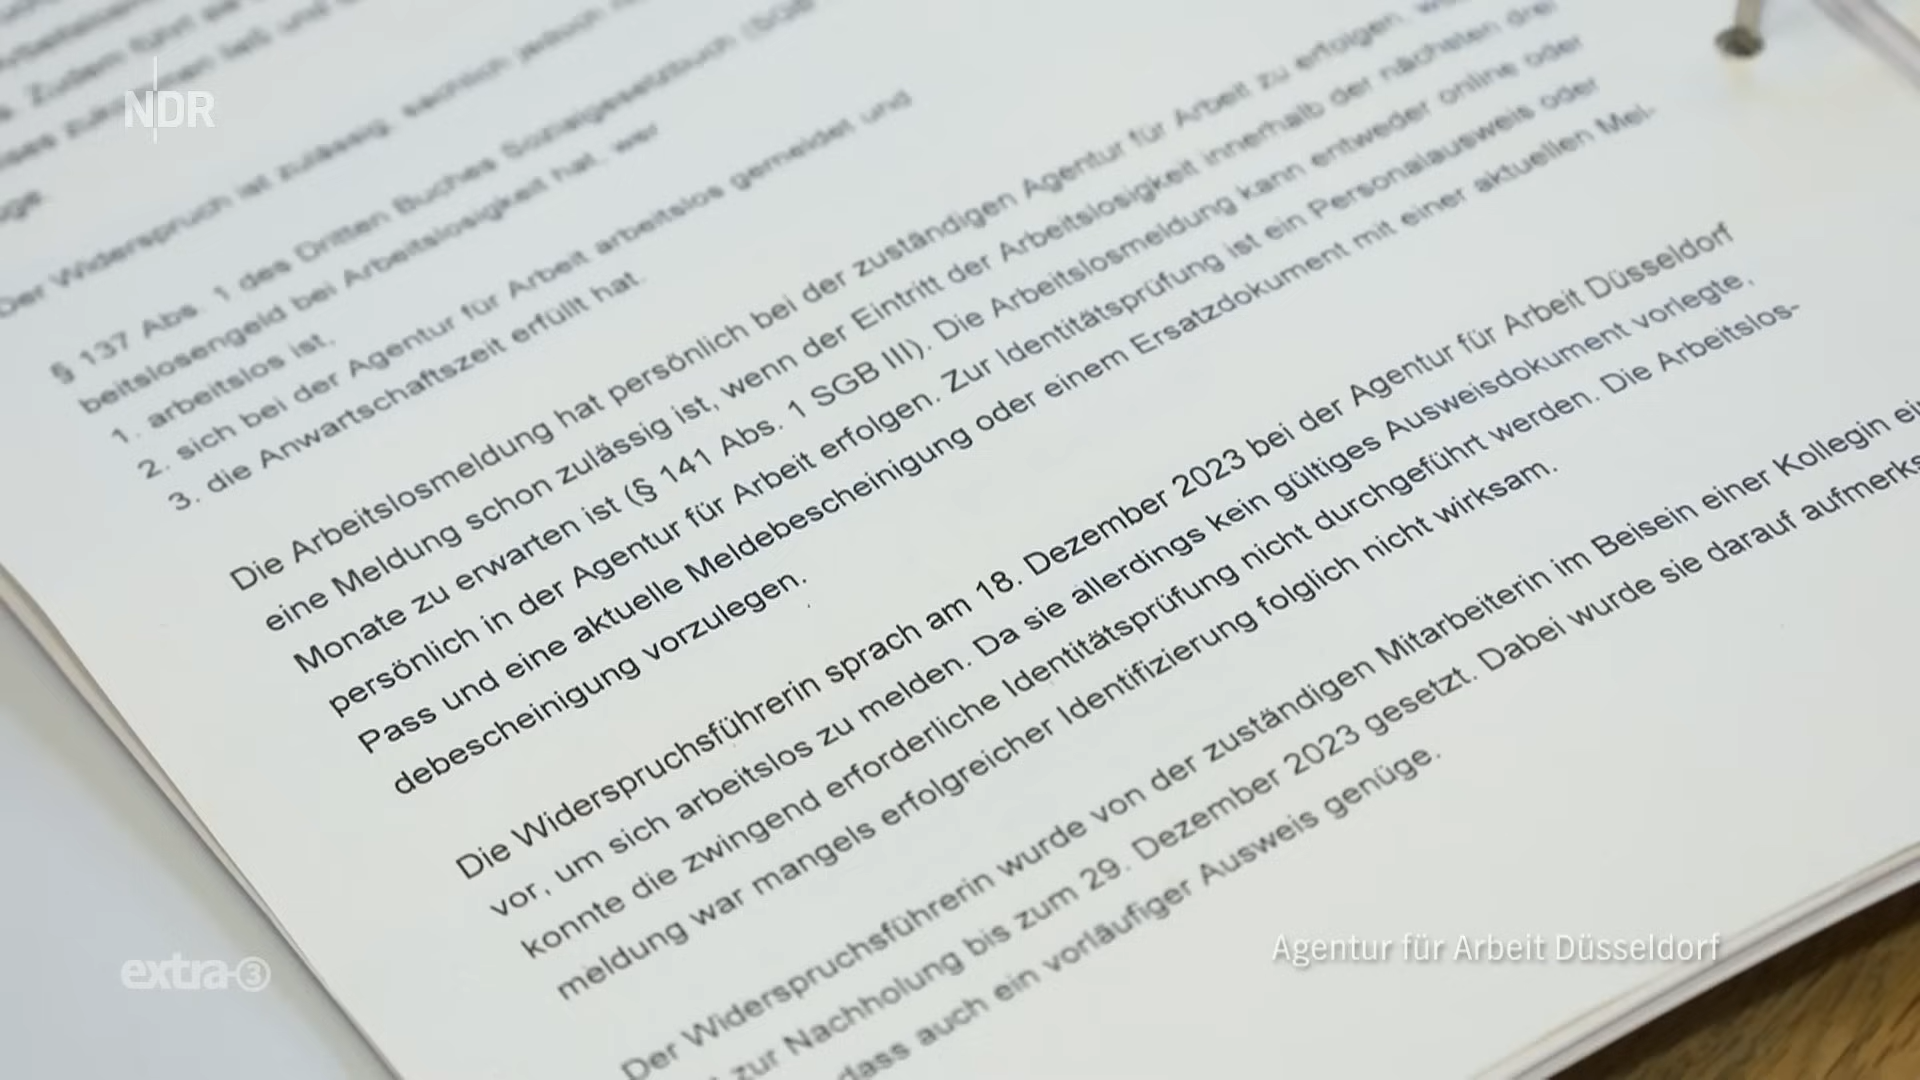 NDR
Der Widerspruch ist zulässig, sachlich jedoch
§ 137 Abs. 1 des Dritten Buches Sozialgesetzbuch (SGB
beitslosengeld bei Arbeitslosigkeit hat, wer
1. arbeitslos ist,
2. sich bei der Agentur für Arbeit arbeitslos gemeldet und
3. die Anwartschaftszeit erfüllt hat.
Die Arbeitslosmeldung hat persönlich bei der zuständigen Agentur für Arbeit zu erfolgen,
eine Meldung schon zulässig ist, wenn der Eintritt der Arbeitslosigkeit innerhalb der nächsten drei
Monate zu erwarten ist (§ 141 Abs. 1 SGB III). Die Arbeitslosmeldung kann entweder online oder
persönlich in der Agentur für Arbeit erfolgen. Zur Identitätsprüfung ist ein Personalausweis oder
Pass und eine aktuelle Meldebescheinigung oder einem Ersatzdokument mit einer aktuellen Mel-
debescheinigung vorzulegen.
Die Widerspruchsführerin sprach am 18. Dezember 2023 bei der Agentur für Arbeit Düsseldorf
vor, um sich arbeitslos zu melden. Da sie allerdings kein gültiges Ausweisdokument vorlegte,
konnte die zwingend erforderliche Identitätsprüfung nicht durchgeführt werden. Die Arbeitslos-
meldung war mangels erfolgreicher Identifizierung folglich nicht wirksam.
Der Widerspruchsführerin wurde von der zuständigen Mitarbeiterin im Beisein einer Kollegin
zur Nachholung bis zum 29. Dezember 2023 gesetzt. Dabei wurde sie darauf aufmerks
dass auch ein vorläufiger Ausweis genüge.
extra-3
Agentur für Arbeit Düsseldorf